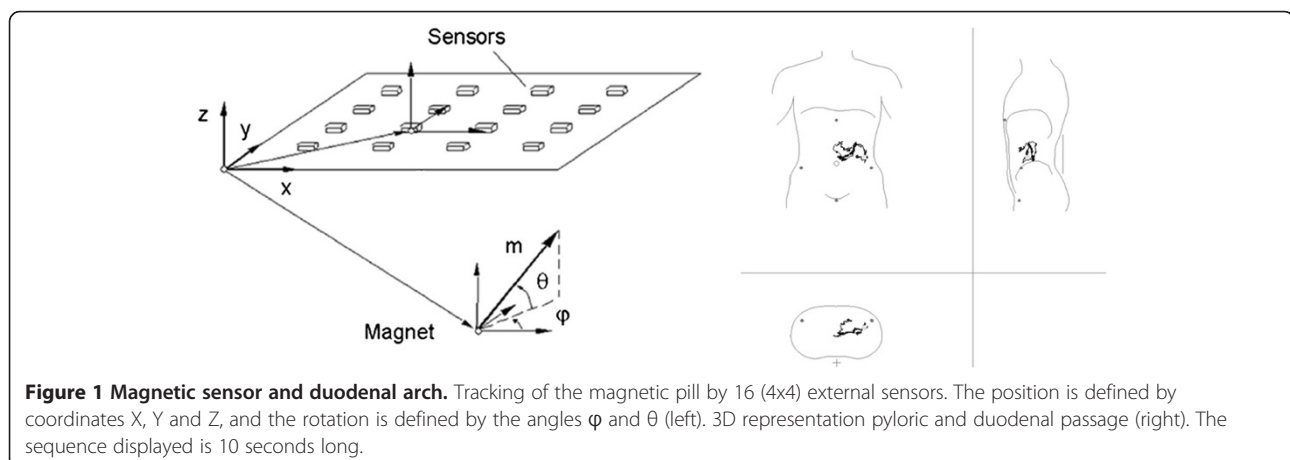 Sensors
z
y
x
m
θ
φ
Magnet
Figure 1 Magnetic sensor and duodenal arch. Tracking of the magnetic pill by 16 (4x4) external sensors. The position is defined by
coordinates X, Y and Z, and the rotation is defined by the angles φ and θ (left). 3D representation pyloric and duodenal passage (right). The
sequence displayed is 10 seconds long.